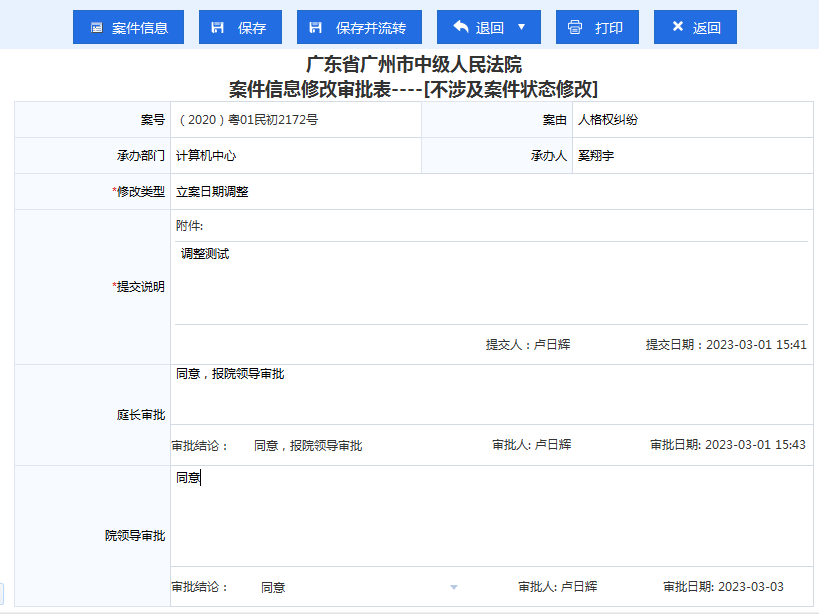 案件信息 保存 保存并流转 退回 打印 返回
广东省广州市中级人民法院
案件信息修改审批表----[不涉及案件状态修改]
案号 （2020）粤01民初2172号 案由 人格权纠纷
承办部门 计算机中心 承办人 奚翔宇
*修改类型 立案日期调整
附件:
调整测试
*提交说明
提交人：卢日辉 提交日期：2023-03-01 15:41
同意，报院领导审批
庭长审批
审批结论： 同意，报院领导审批 审批人: 卢日辉 审批日期: 2023-03-01 15:43
同意
院领导审批
审批结论： 同意 审批人: 卢日辉 审批日期: 2023-03-03